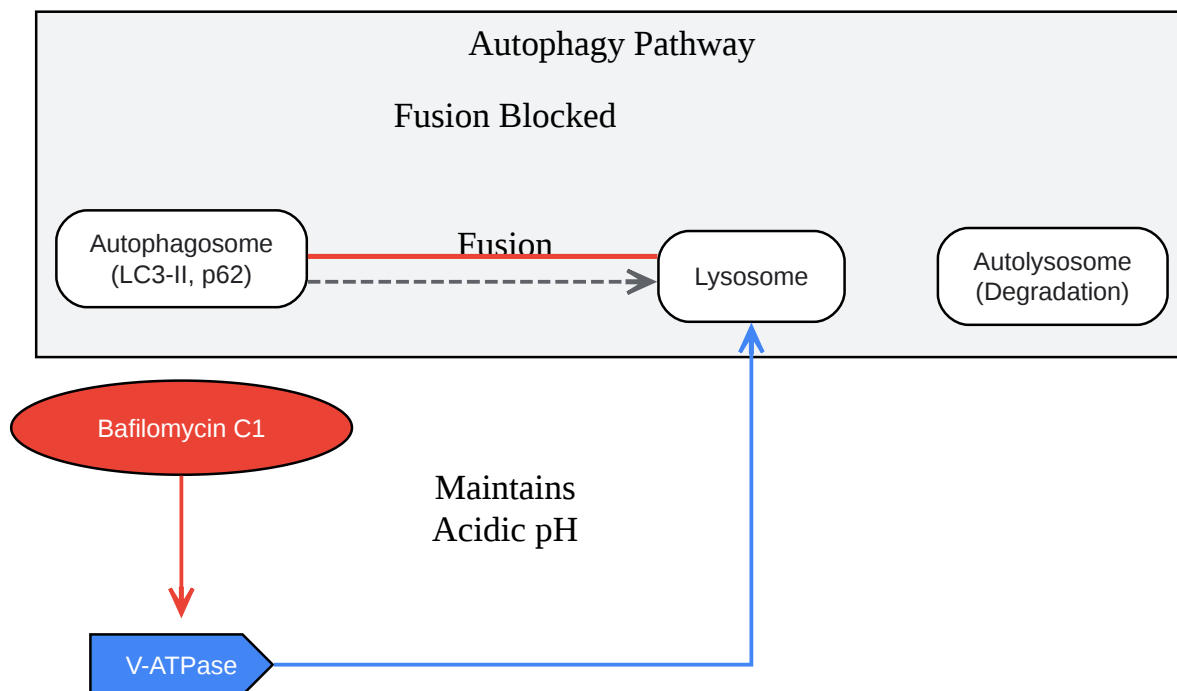 Autophagy Pathway
Fusion Blocked
Autophagosome
(LC3-II, p62)
Fusion
Lysosome
Autolysosome
(Degradation)
Bafilomycin C1
Maintains
Acidic pH
V-ATPase